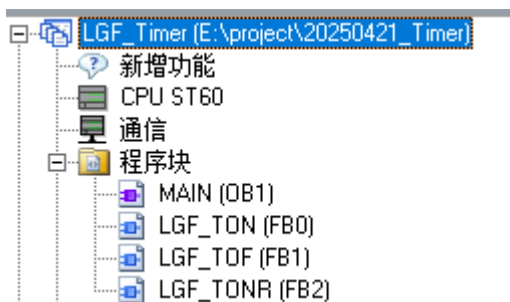 LGF_Timer (E:\project\20250421_Timer)
新增功能
CPU ST60
通信
程序块
MAIN (OB1)
LGF_TON (FB0)
LGF_TOF (FB1)
LGF_TONR (FB2)